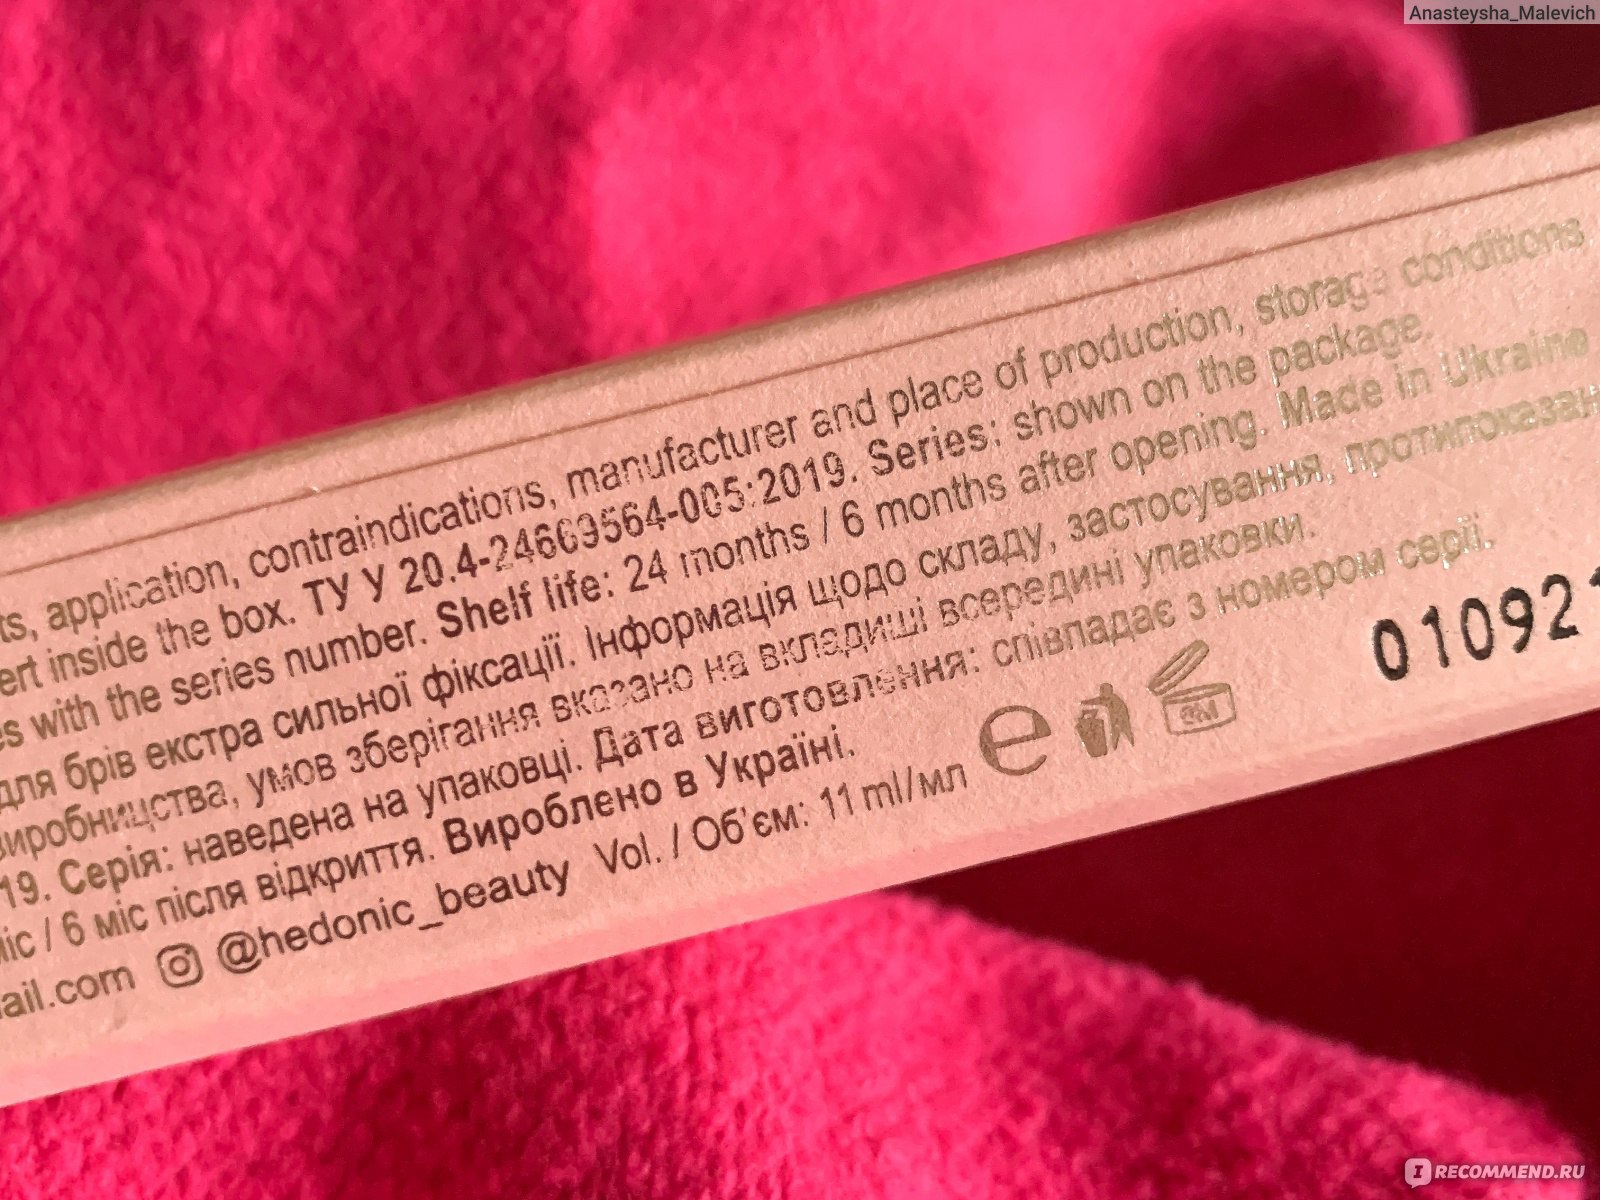 Anasteysha_Malevich
ts, application, contraindications, manufacturer and place of production, storage conditions
ert inside the box. ТУ У 20.4-24669564-005:2019. Series: shown on the package.
es with the series number. Shelf life: 24 months / 6 months after opening. Made in Ukraine
для брів екстра сильної фіксації. Інформація щодо складу, застосування, протипоказан
виробництва, умов зберігання вказано на вкладиші всередині упаковки.
19. Серія: наведена на упаковці. Дата виготовлення: співпадає з номером серії.
міс / 6 міс після відкриття. Вироблено в Україні.
ail.com @hedonic_beauty Vol. / Об'єм: 11 ml/мл
6M
010921
IRECOMMEND.RU